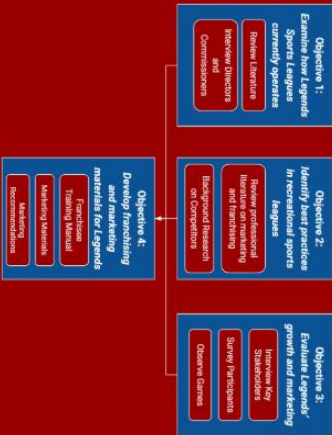 Objective 1:
Examine how Legends
Sports Leagues
currently operates
Review Literature
Interview Directors
and
Commissioners
Objective 2:
Identify best practices
in recreational sports
leagues
Review professional
literature on marketing
and franchising
Background Research
on Competitors
Objective 3:
Evaluate Legends'
growth and marketing
Interview Key
Stakeholders
Survey Participants
Observe Games
Objective 4:
Develop franchising
and marketing
materials for Legends
Franchisee
Training Manual
Marketing Materials
Marketing
Recommendations